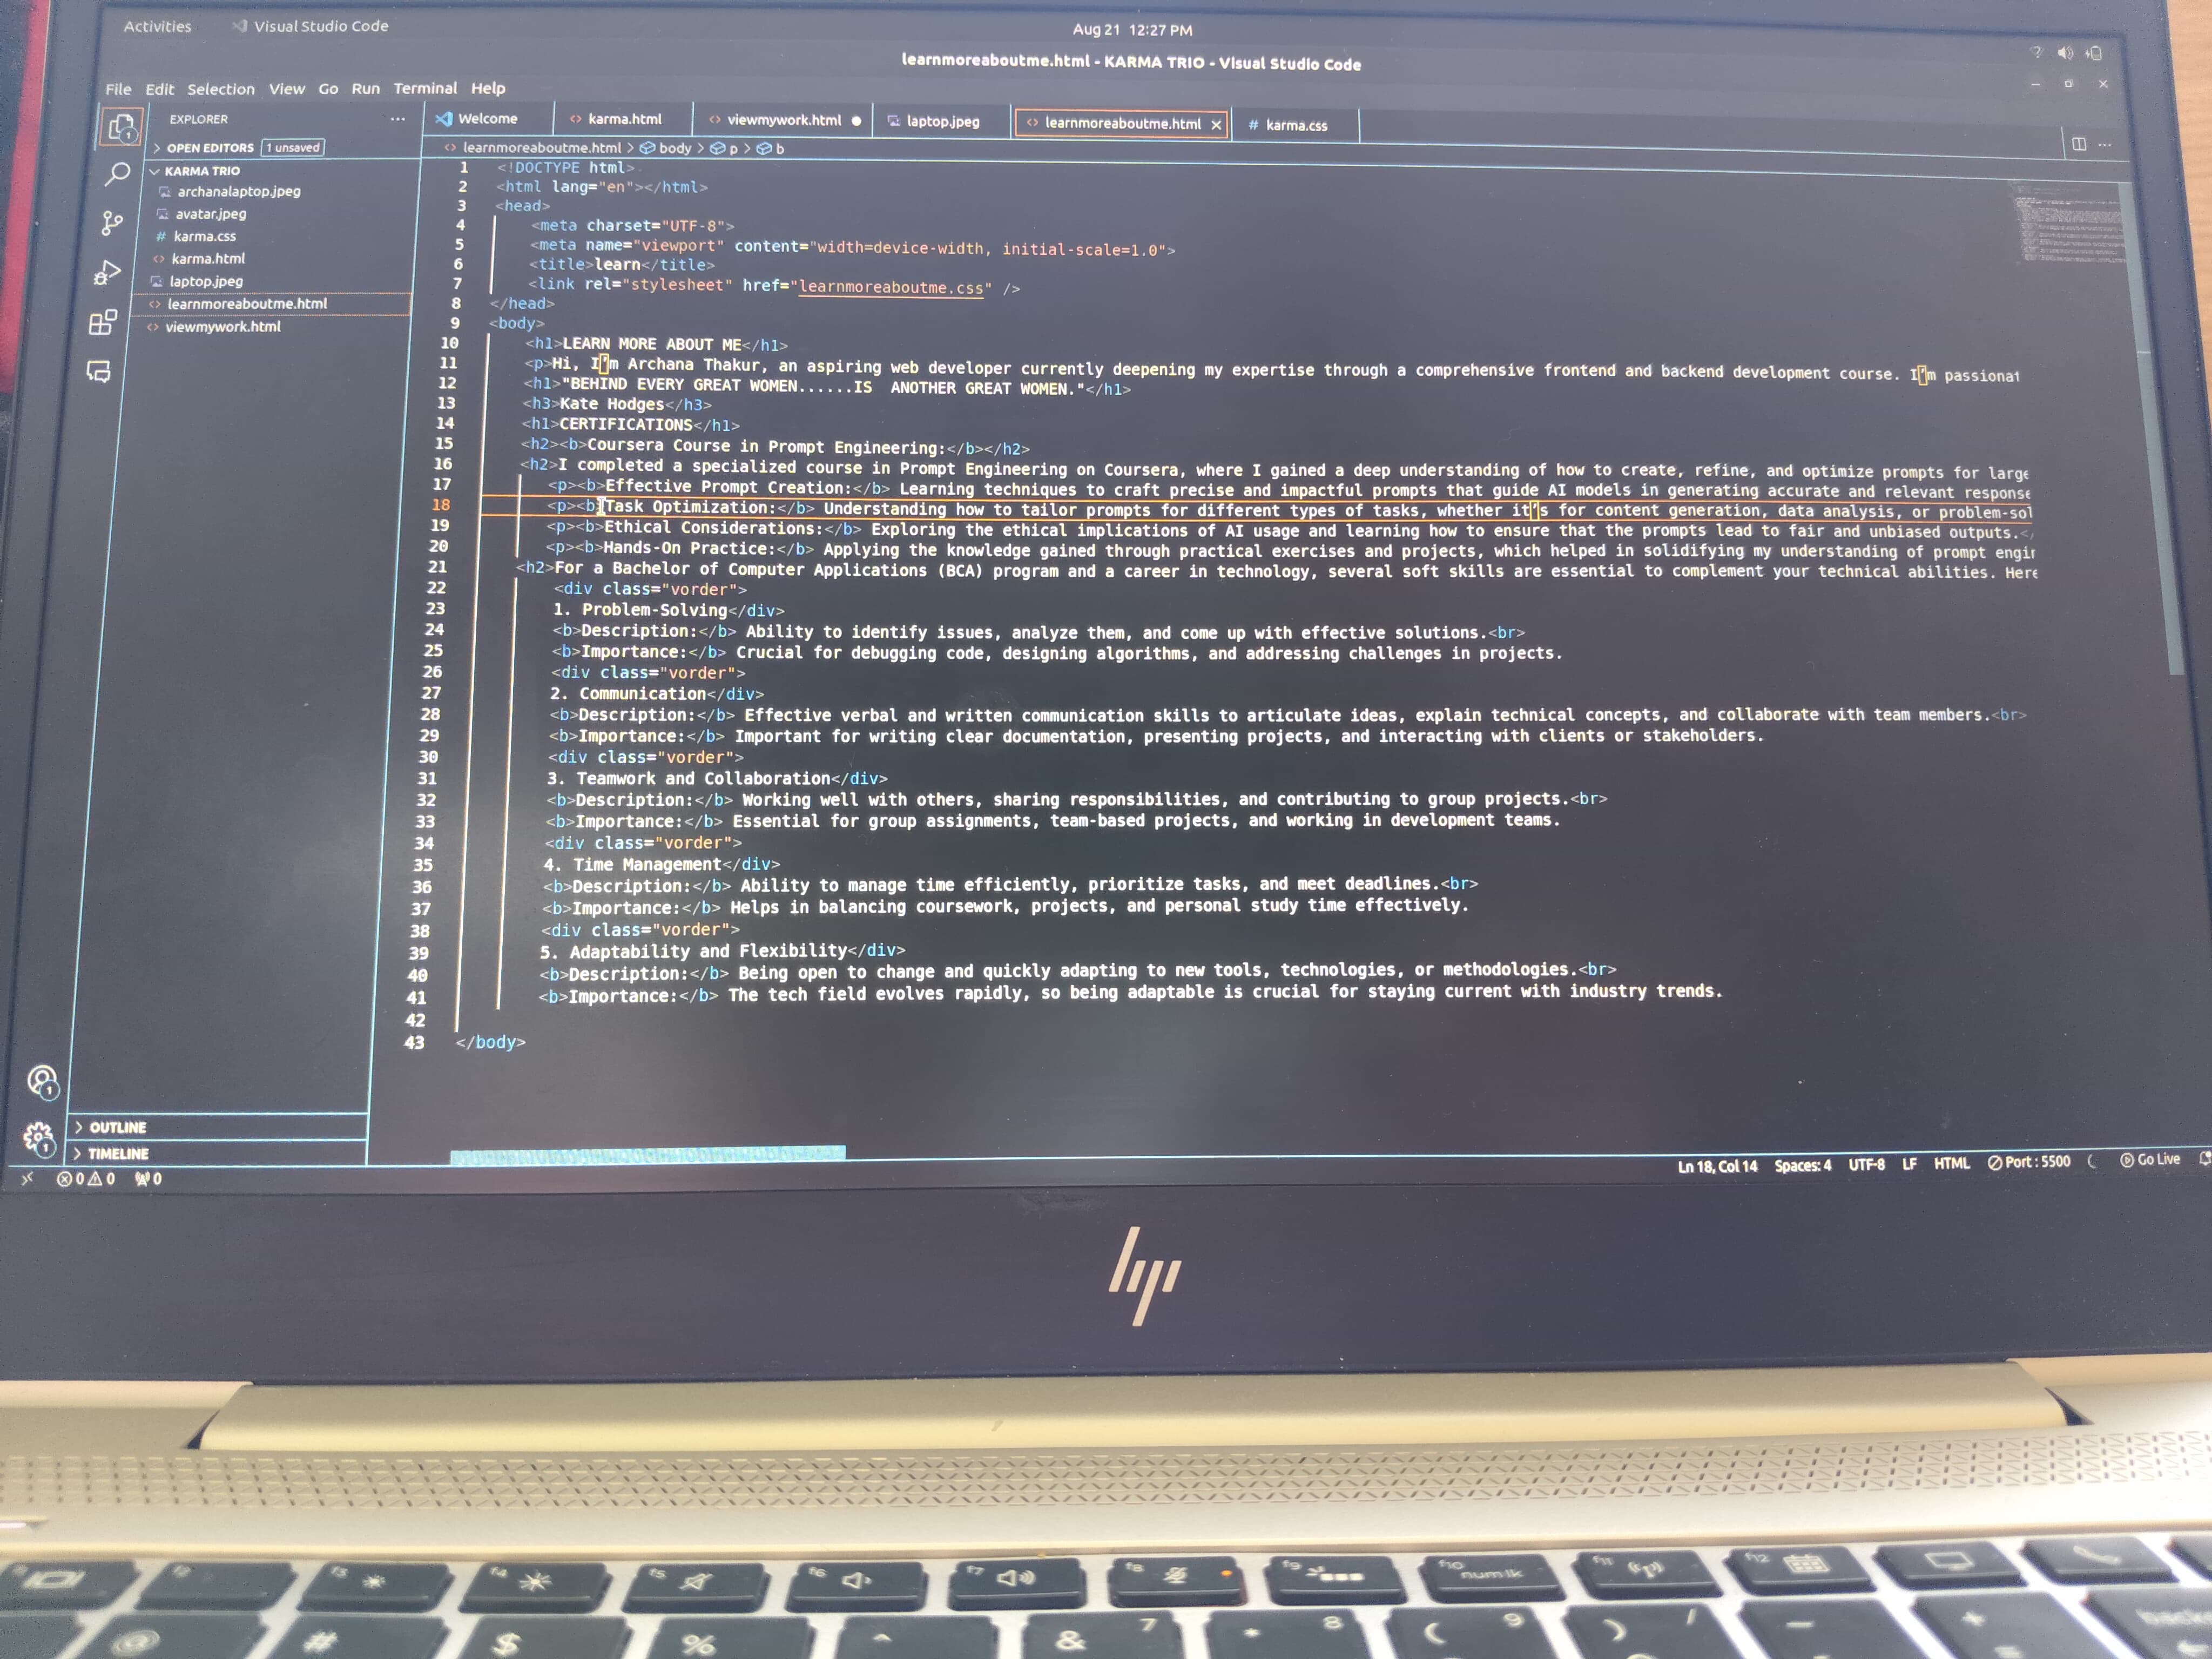 Activities Visual Studio Code Aug 21 12:27 PM
learnmoreaboutme.html - KARMA TRIO - Visual Studio Code
File Edit Selection View Go Run Terminal Help
EXPLORER
OPEN EDITORS 1 unsaved
KARMA TRIO
archanalaptop.jpeg
avatar.jpeg
# karma.css
<> karma.html
laptop.jpeg
<> learnmoreaboutme.html
<> viewmywork.html
OUTLINE
TIMELINE
Welcome <> karma.html <> viewmywork.html laptop.jpeg <> learnmoreaboutme.html # karma.css
<> learnmoreaboutme.html > body > p > b
1 <!DOCTYPE html>
2 <html lang="en"></html>
3 <head>
4 <meta charset="UTF-8">
5 <meta name="viewport" content="width=device-width, initial-scale=1.0">
6 <title>learn</title>
7 <link rel="stylesheet" href="learnmoreaboutme.css" />
8 </head>
9 <body>
10 <h1>LEARN MORE ABOUT ME</h1>
11 <p>Hi, I’m Archana Thakur, an aspiring web developer currently deepening my expertise through a comprehensive frontend and backend development course. I’m passionat
12 <h1>"BEHIND EVERY GREAT WOMEN......IS  ANOTHER GREAT WOMEN."</h1>
13 <h3>Kate Hodges</h3>
14 <h1>CERTIFICATIONS</h1>
15 <h2><b>Coursera Course in Prompt Engineering:</b></h2>
16 <h2>I completed a specialized course in Prompt Engineering on Coursera, where I gained a deep understanding of how to create, refine, and optimize prompts for large
17 <p><b>Effective Prompt Creation:</b> Learning techniques to craft precise and impactful prompts that guide AI models in generating accurate and relevant response
18 <p><b>Task Optimization:</b> Understanding how to tailor prompts for different types of tasks, whether it’s for content generation, data analysis, or problem-sol
19 <p><b>Ethical Considerations:</b> Exploring the ethical implications of AI usage and learning how to ensure that the prompts lead to fair and unbiased outputs.</
20 <p><b>Hands-On Practice:</b> Applying the knowledge gained through practical exercises and projects, which helped in solidifying my understanding of prompt engir
21 <h2>For a Bachelor of Computer Applications (BCA) program and a career in technology, several soft skills are essential to complement your technical abilities. Here
22 <div class="vorder">
23 1. Problem-Solving</div>
24 <b>Description:</b> Ability to identify issues, analyze them, and come up with effective solutions.<br>
25 <b>Importance:</b> Crucial for debugging code, designing algorithms, and addressing challenges in projects.
26 <div class="vorder">
27 2. Communication</div>
28 <b>Description:</b> Effective verbal and written communication skills to articulate ideas, explain technical concepts, and collaborate with team members.<br>
29 <b>Importance:</b> Important for writing clear documentation, presenting projects, and interacting with clients or stakeholders.
30 <div class="vorder">
31 3. Teamwork and Collaboration</div>
32 <b>Description:</b> Working well with others, sharing responsibilities, and contributing to group projects.<br>
33 <b>Importance:</b> Essential for group assignments, team-based projects, and working in development teams.
34 <div class="vorder">
35 4. Time Management</div>
36 <b>Description:</b> Ability to manage time efficiently, prioritize tasks, and meet deadlines.<br>
37 <b>Importance:</b> Helps in balancing coursework, projects, and personal study time effectively.
38 <div class="vorder">
39 5. Adaptability and Flexibility</div>
40 <b>Description:</b> Being open to change and quickly adapting to new tools, technologies, or methodologies.<br>
41 <b>Importance:</b> The tech field evolves rapidly, so being adaptable is crucial for staying current with industry trends.
42
43 </body>
0 0 0 Ln 18, Col 14 Spaces: 4 UTF-8 LF HTML Port : 5500 Go Live
hp
f3 f4 f5 f6 f7 f8 f9 f10 num lk f11 f12
@ # $ % ^ & 7 * 8 ( 9 ) / - + = back